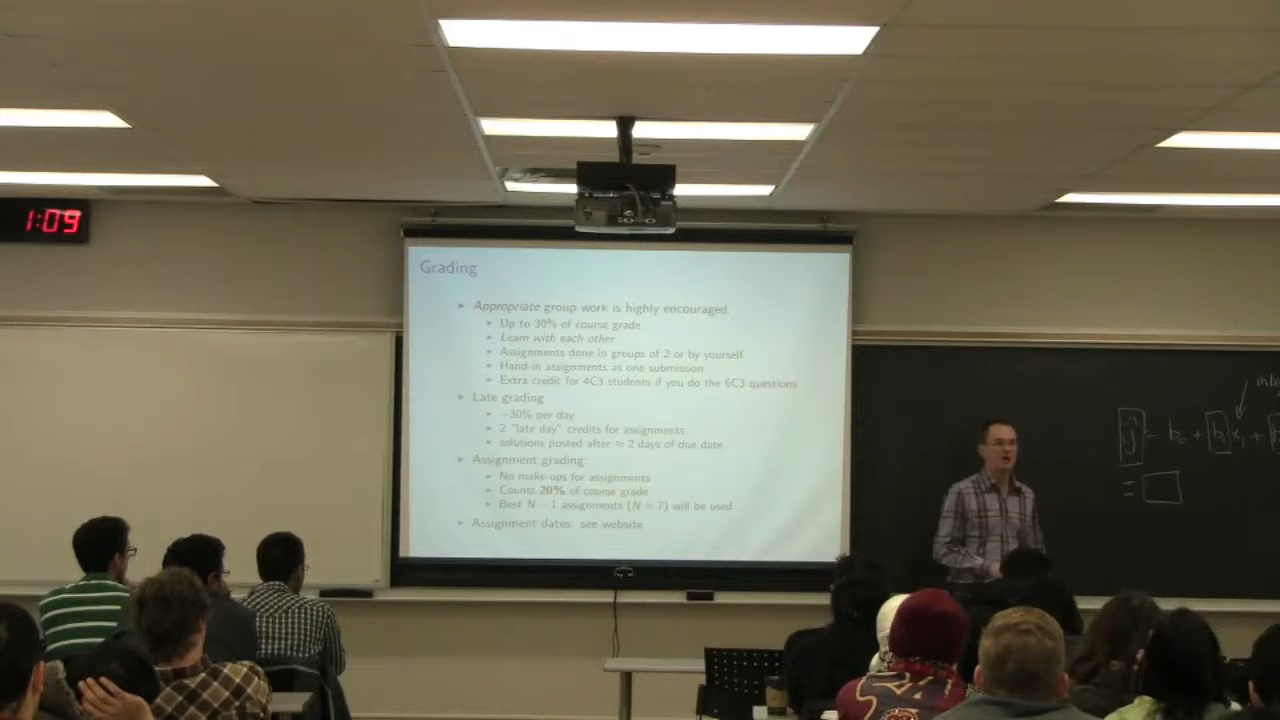 1:09
Grading
Appropriate group work is highly encouraged
Up to 30% of course grade
Learn with each other
Assignments done in groups of 2 or by yourself
Hand-in assignments as one submission
Extra credit for 4C3 students if you do the 6C3 questions
Late grading
−30% per day
2 "late day" credits for assignments
solutions posted after ≈ 2 days of due date
Assignment grading
No make-ups for assignments
Counts 20% of course grade
Best N − 1 assignments (N = 7) will be used
Assignment dates: see website
ŷ = b₀ + b₁ x₁ +
=